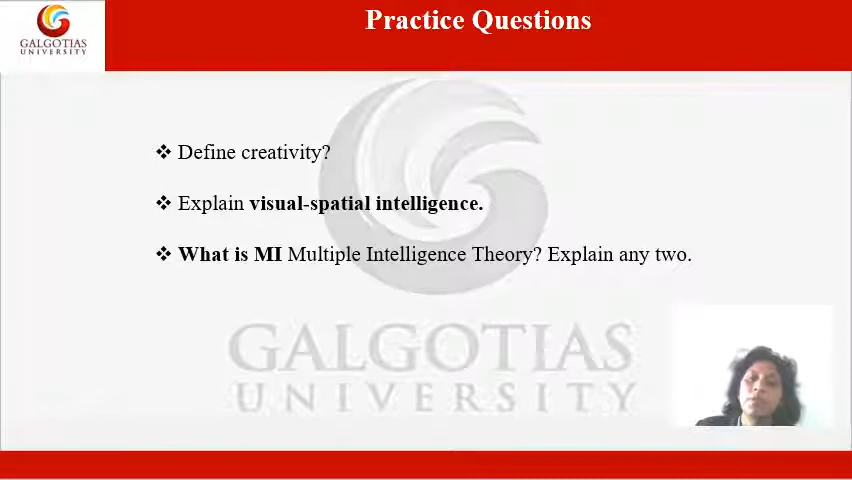 Practice Questions
GALGOTIAS
UNIVERSITY
❖ Define creativity?
❖ Explain visual-spatial intelligence.
❖ What is MI Multiple Intelligence Theory? Explain any two.
GALGOTIAS
UNIVERSITY